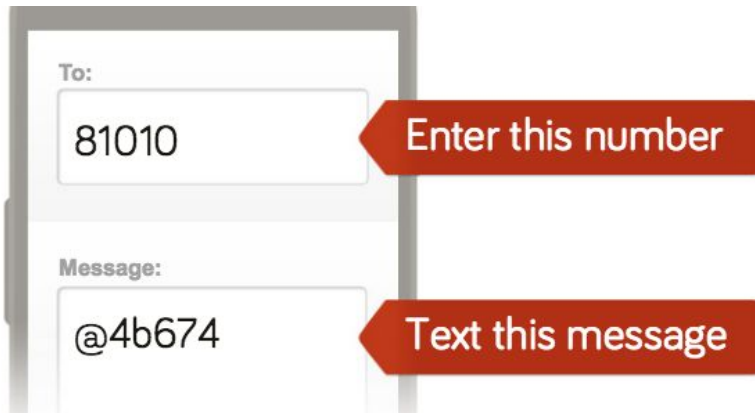 To:
81010
Enter this number
Message:
@4b674
Text this message